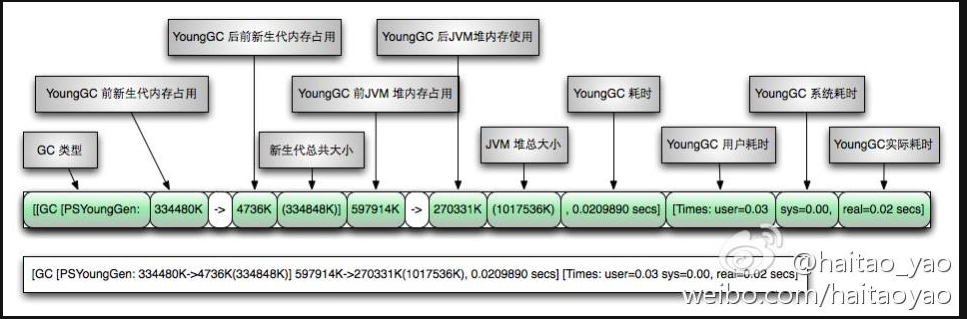 YoungGC 后前新生代内存占用
YoungGC 后JVM堆内存使用
YoungGC 前新生代内存占用
YoungGC 前JVM 堆内存占用
YoungGC 耗时
YoungGC 系统耗时
GC 类型
新生代总共大小
JVM 堆总大小
YoungGC 用户耗时
YoungGC实际耗时
[[GC [PSYoungGen: 334480K -> 4736K (334848K)] 597914K -> 270331K (1017536K) , 0.0209890 secs] [Times: user=0.03 sys=0.00, real=0.02 secs]
[GC [PSYoungGen: 334480K->4736K(334848K)] 597914K->270331K(1017536K), 0.0209890 secs] [Times: user=0.03 sys=0.00, real=0.02 secs]
@haitao_yao
weibo.com/haitaoyao